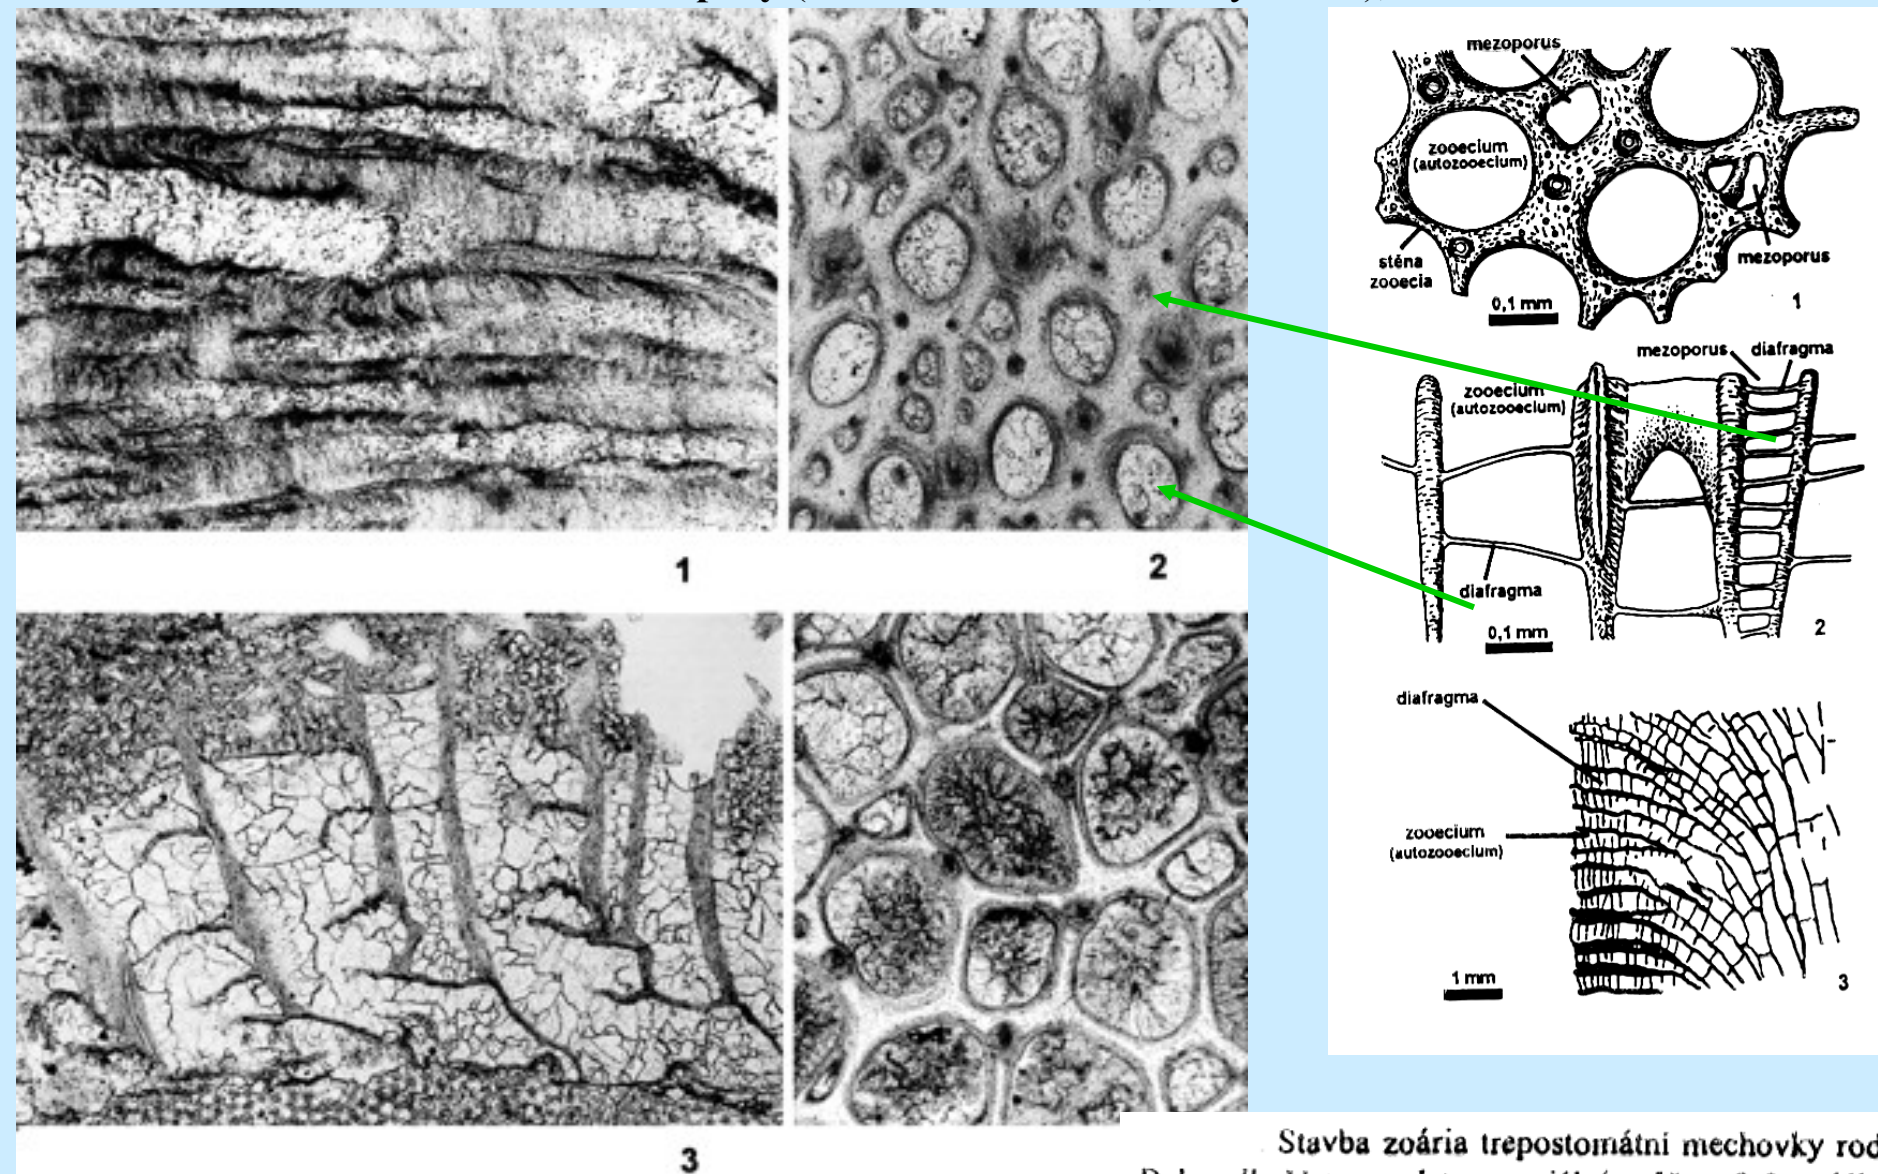 1
2
3
mezoporus
zooecium
(autozooecium)
stěna
zooecia
mezoporus
0,1 mm
1
mezoporus
diafragma
zooecium
(autozooecium)
diafragma
0,1 mm
2
diafragma
zooecium
(autozooecium)
1 mm
3
Stavba zoária trepostomátní mechovky rod